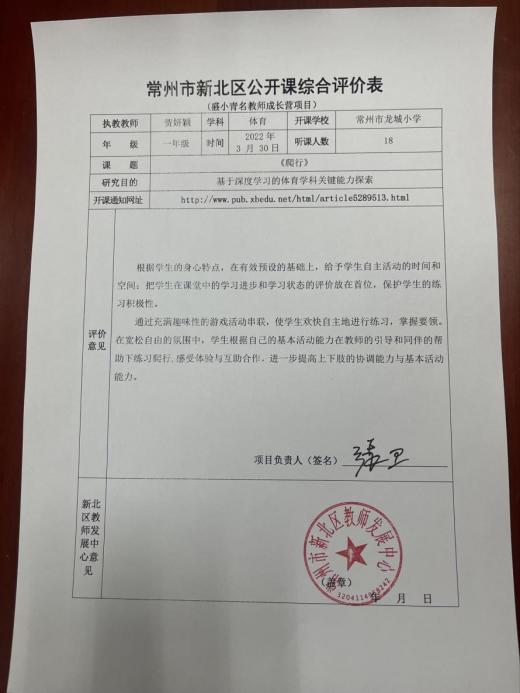 常州市新北区公开课综合评价表
(盛小青名教师成长营项目)
执教教师 贾妍颖 学科 体育 开课学校 常州市龙城小学
年 级 一年级 时间 2022年3 月 30日 听课人数 18
课 题 《爬行》
研究目的 基于深度学习的体育学科关键能力探索
开课通知网址 http://www.pub.xbedu.net/html/article5289513.html
评价意见
根据学生的身心特点,在有效预设的基础上,给予学生自主活动的时间和
空间;把学生在课堂中的学习进步和学习状态的评价放在首位,保护学生的练
习积极性。
通过充满趣味性的游戏活动串联,使学生欢快自主地进行练习,掌握要领。
在宽松自由的氛围中,学生根据自己的基本活动能力在教师的引导和同伴的帮
助下练习爬行,感受体验与互助合作,进一步提高上下肢的协调能力与基本活动
能力。
项目负责人(签名)
新北区教师发展中心意见
常州市新北区教师发展中心
(盖章)
年 月 日